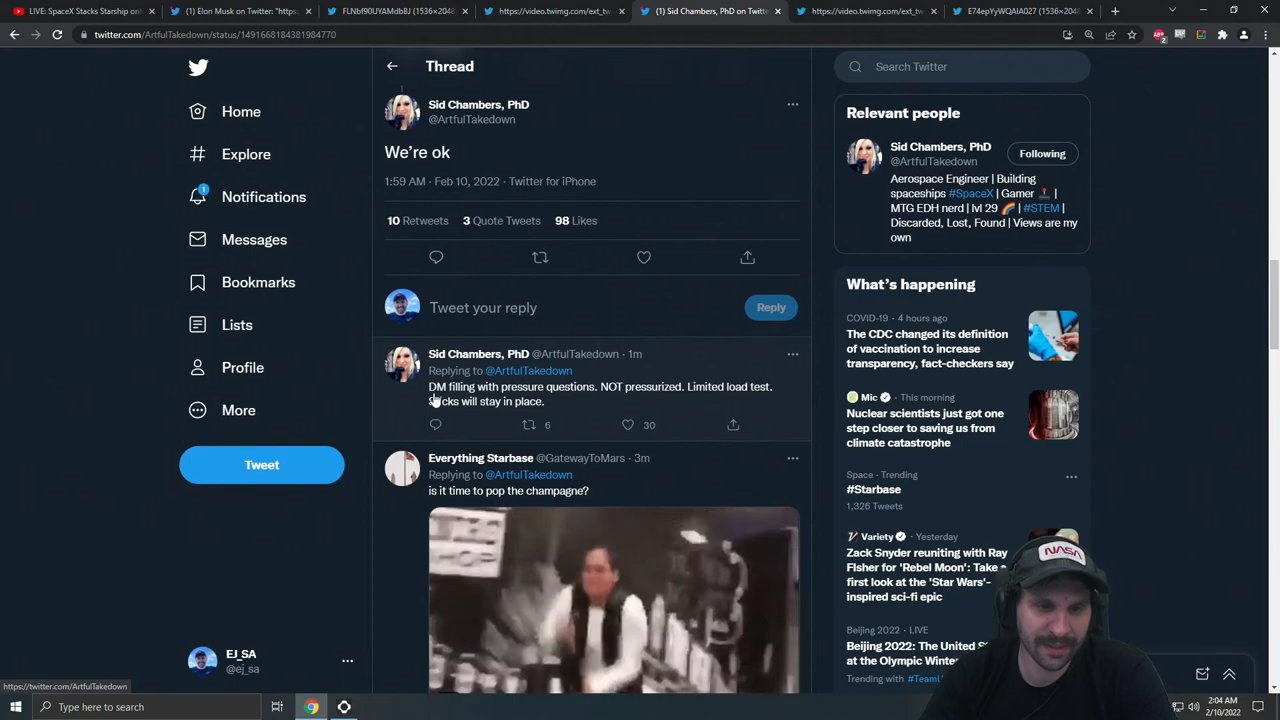 LIVE: SpaceX Stacks Starship onl
(1) Elon Musk on Twitter: "https:
FLNbf90UYAMdbBJ (1536×2048
https://video.twimg.com/ext_tw
(1) Sid Chambers, PhD on Twitte
https://video.twimg.com/ext_tw
E74epYyWQAIA027 (1536×2048
twitter.com/ArtfulTakedown/status/1491668184381984770
2
Home
Explore
1
Notifications
Messages
Bookmarks
Lists
Profile
More
Tweet
EJ_SA
@ej_sa
https://twitter.com/ArtfulTakedown
Thread
Sid Chambers, PhD
@ArtfulTakedown
We're ok
1:59 AM · Feb 10, 2022 · Twitter for iPhone
10 Retweets 3 Quote Tweets 98 Likes
Tweet your reply
Reply
Sid Chambers, PhD @ArtfulTakedown · 1m
Replying to @ArtfulTakedown
DM filling with pressure questions. NOT pressurized. Limited load test.
will stay in place.
6 30
Everything Starbase @GatewayToMars · 3m
Replying to @ArtfulTakedown
is it time to pop the champagne?
Search Twitter
Relevant people
Sid Chambers, PhD
@ArtfulTakedown
Following
Aerospace Engineer | Building
spaceships #SpaceX | Gamer |
MTG EDH nerd | lvl 29 | #STEM |
Discarded, Lost, Found | Views are my
own
What's happening
COVID-19 · 4 hours ago
The CDC changed its definition
of vaccination to increase
transparency, fact-checkers say
Mic · This morning
Nuclear scientists just got one
step closer to saving us from
climate catastrophe
Space · Trending
#Starbase
1,326 Tweets
Variety · Yesterday
Zack Snyder reuniting with Ray
Fisher for 'Rebel Moon': Take a
first look at the 'Star Wars'-
inspired sci-fi epic
Beijing 2022 · LIVE
Beijing 2022: The United S
at the Olympic Winter
Trending with #Team
NASA
Type here to search
2:04 AM
2/10/2022